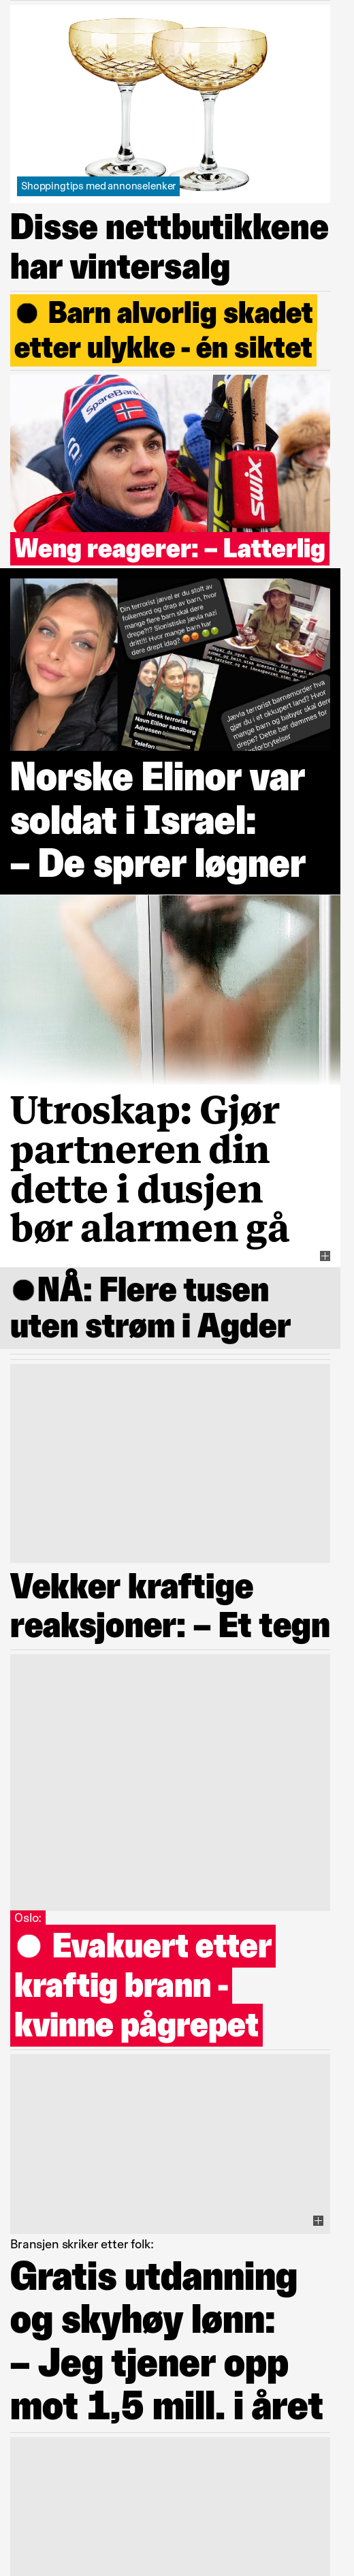 Shoppingtips med annonselenker
Disse nettbutikkene
har vintersalg
Barn alvorlig skadet
etter ulykke - én siktet
SpareBank
SWIX
Weng reagerer: – Latterlig
Din terrorist jævel er du stolt av
folkemord og drap av barn, hvor
mange flere barn skal dere
drepe??? Sionistiske jævla nazi
dritt!!! Hvor mange barn har
dere drept idag?
Norsk terrorist
Navn Elinor sandborg
Adressen
Telefon
Jævla terrorist barnemorder hva
gjør du i et okkupert land? Hvor
mange barn og babyer skal dere
drepe? Dette bør dammes for
Norske Elinor var
soldat i Israel:
– De sprer løgner
Utroskap: Gjør
partneren din
dette i dusjen
bør alarmen gå
NÅ: Flere tusen
uten strøm i Agder
Vekker kraftige
reaksjoner: – Et tegn
Oslo:
Evakuert etter
kraftig brann -
kvinne pågrepet
Bransjen skriker etter folk:
Gratis utdanning
og skyhøy lønn:
– Jeg tjener opp
mot 1,5 mill. i året